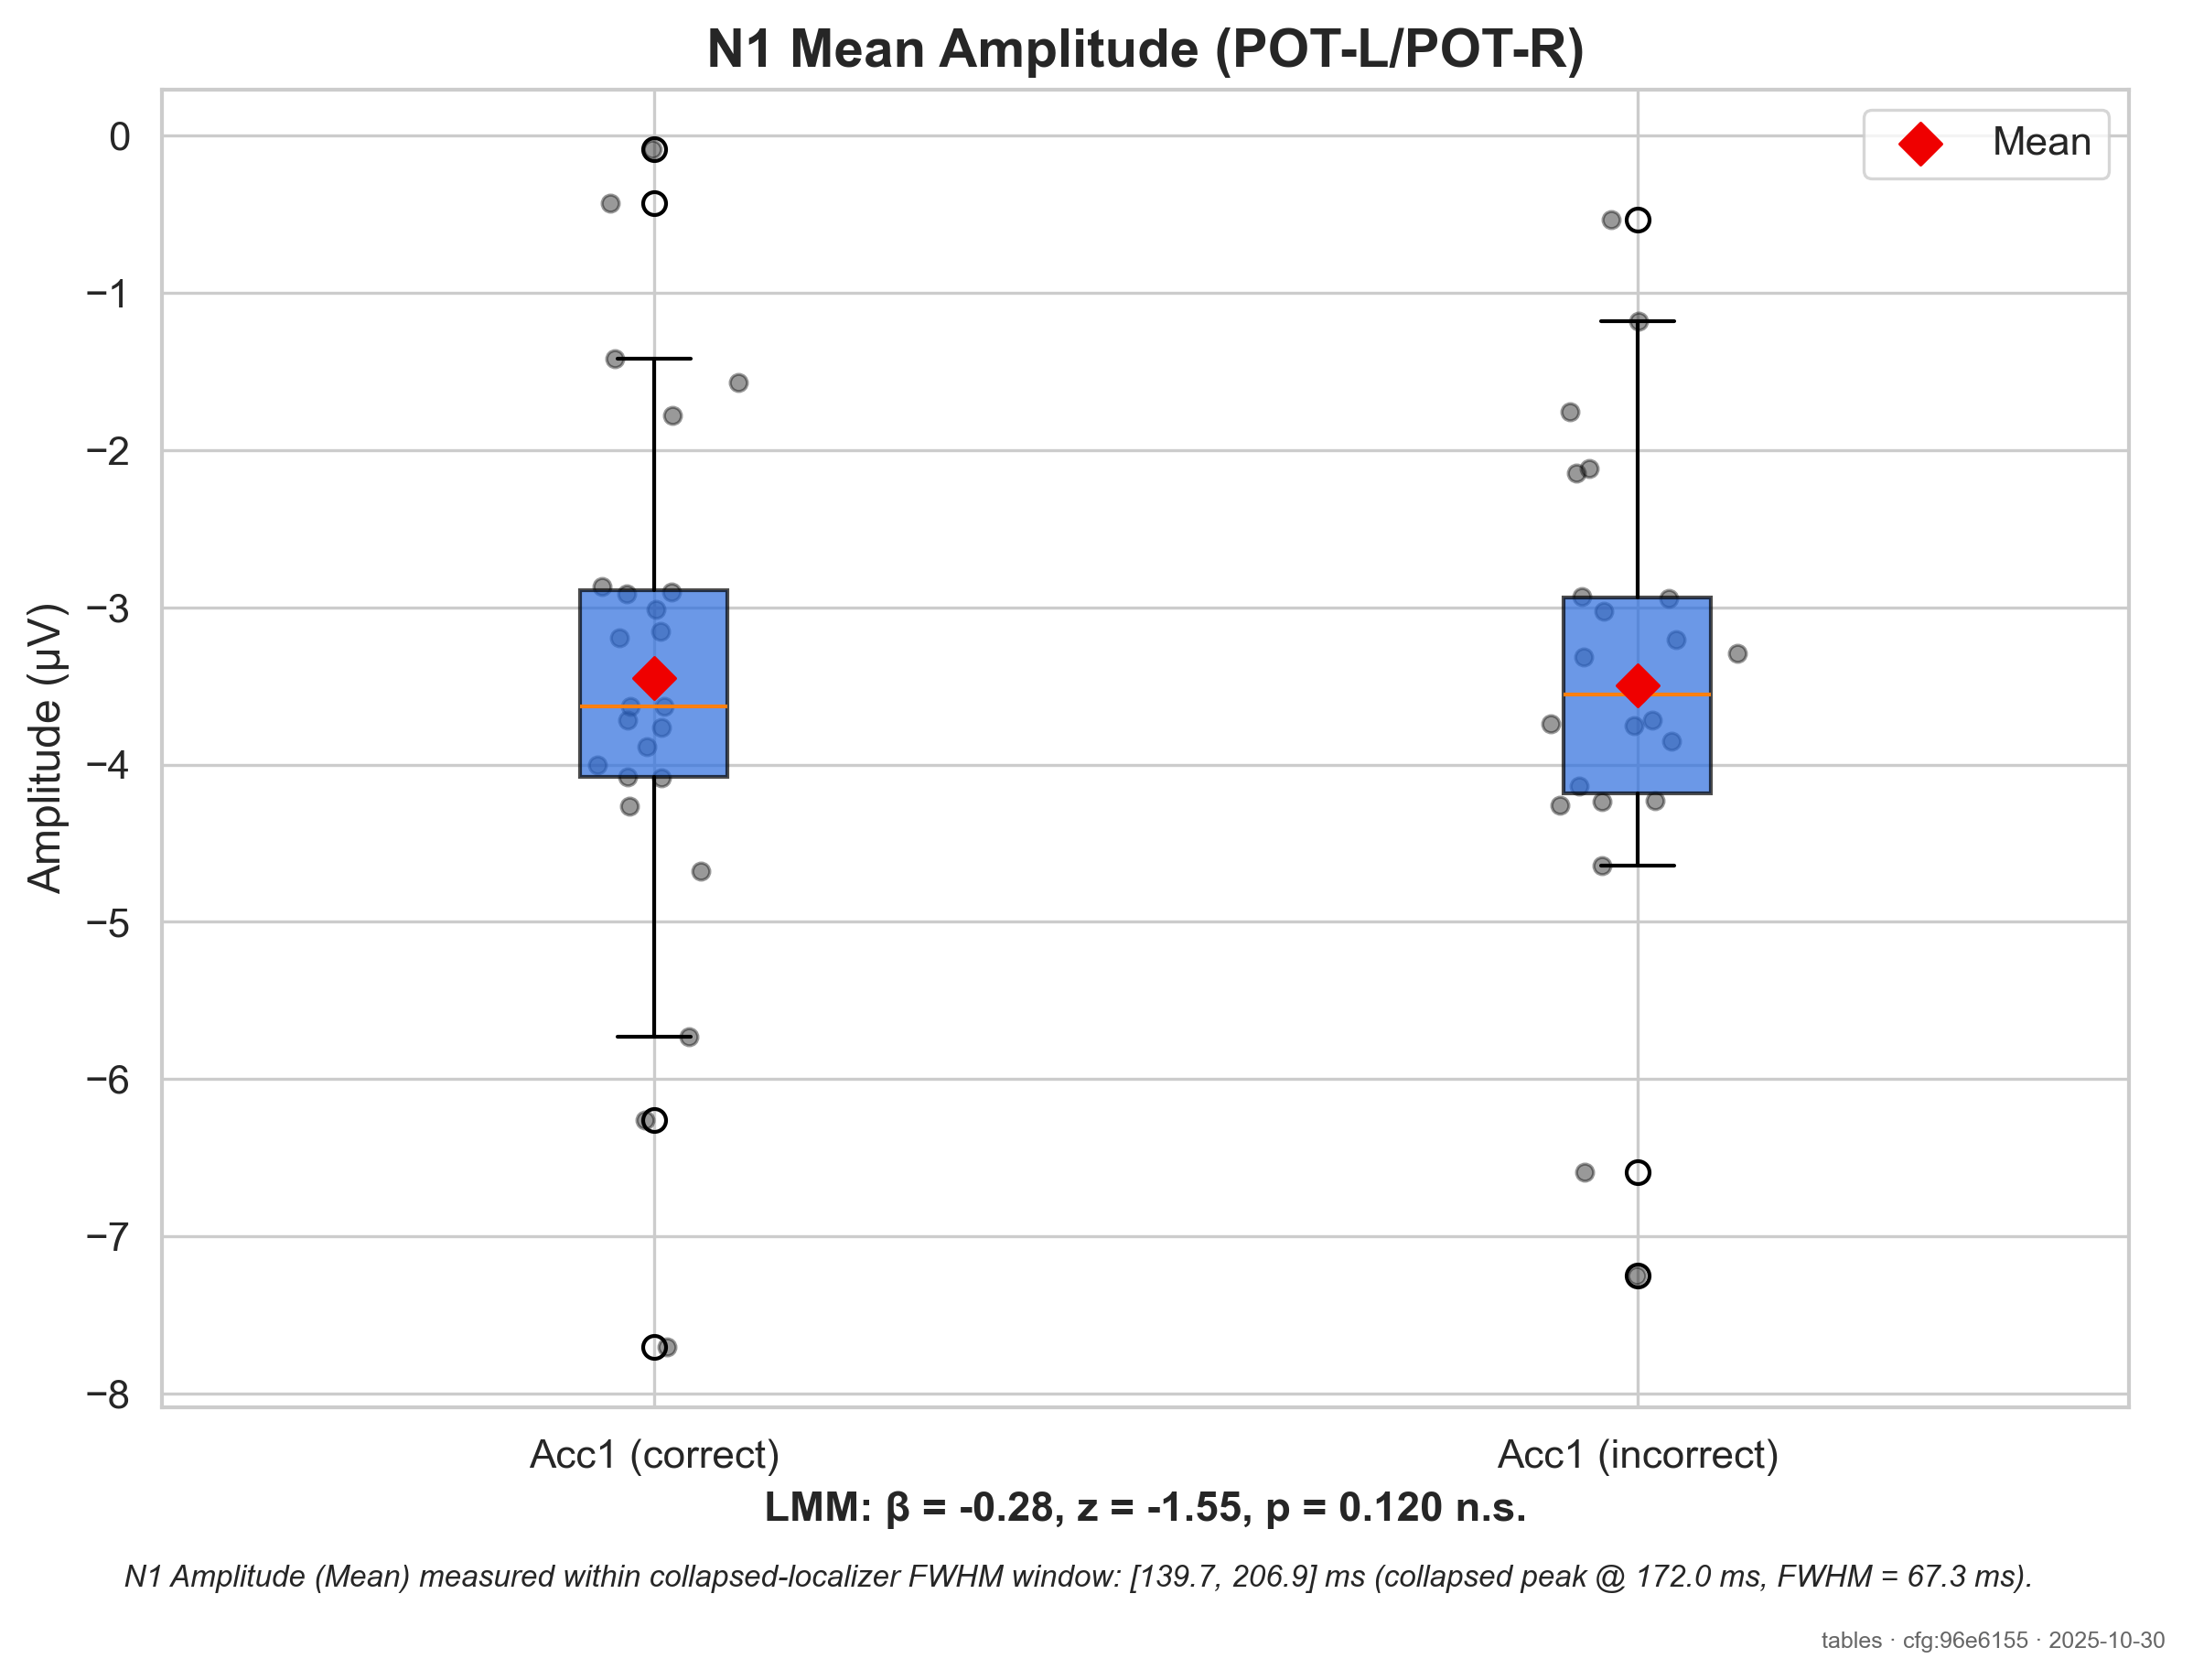 N1 Mean Amplitude (POT-L/POT-R)
Mean
0
−1
−2
−3
−4
−5
−6
−7
−8
Amplitude (µV)
Acc1 (correct)
Acc1 (incorrect)
LMM: β = -0.28, z = -1.55, p = 0.120 n.s.
N1 Amplitude (Mean) measured within collapsed-localizer FWHM window: [139.7, 206.9] ms (collapsed peak @ 172.0 ms, FWHM = 67.3 ms).
tables · cfg:96e6155 · 2025-10-30